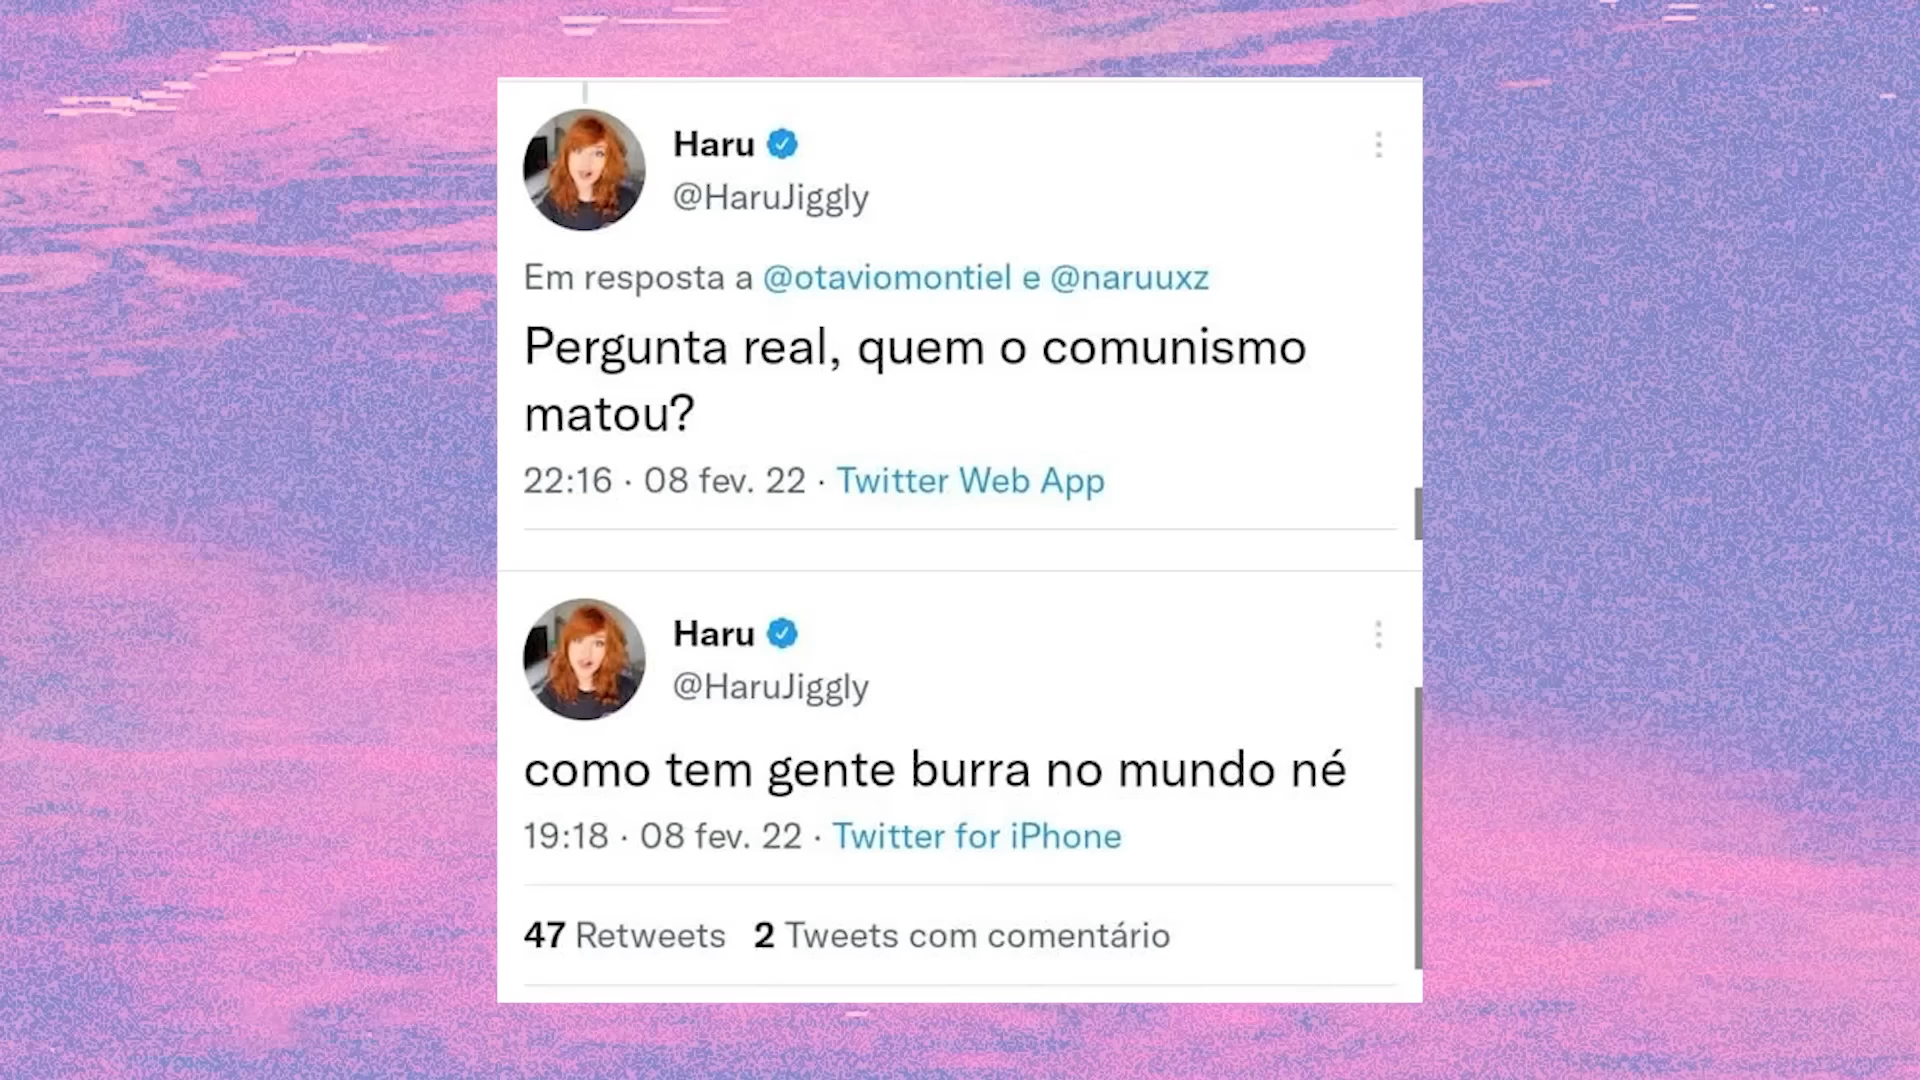 Haru
@HaruJiggly
Em resposta a @otaviomontiel e @naruuxz
Pergunta real, quem o comunismo
matou?
22:16 · 08 fev. 22 · Twitter Web App
Haru
@HaruJiggly
como tem gente burra no mundo né
19:18 · 08 fev. 22 · Twitter for iPhone
47 Retweets 2 Tweets com comentário